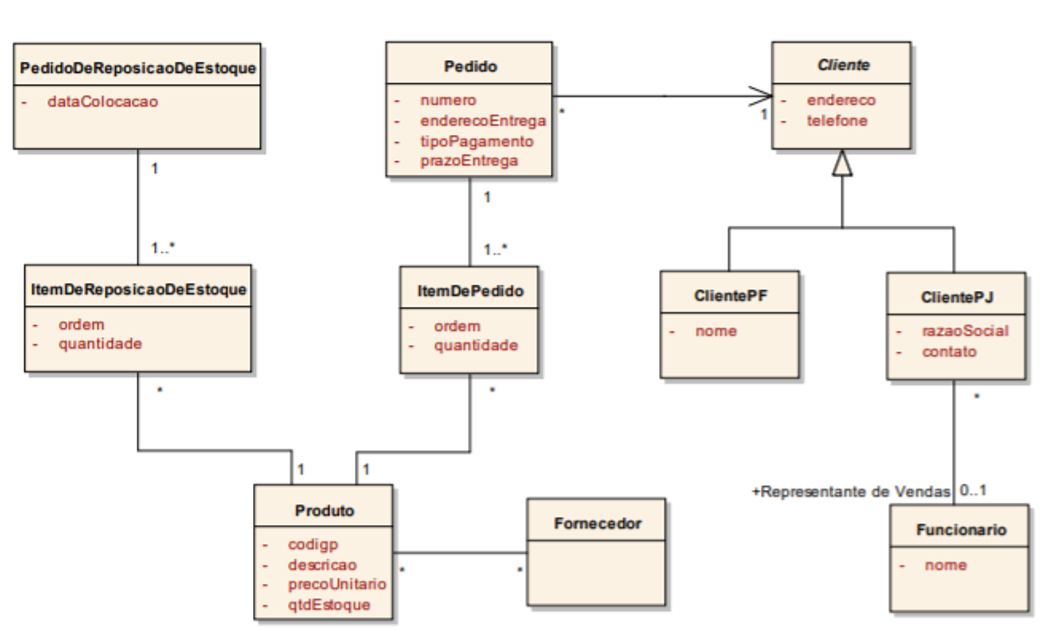 PedidoDeReposicaoDeEstoque
- dataColocacao
1
1..*
ItemDeReposicaoDeEstoque
- ordem
- quantidade
*
1
Pedido
- numero
- enderecoEntrega
- tipoPagamento
- prazoEntrega
*
1
1
1..*
ItemDePedido
- ordem
- quantidade
*
1
Cliente
- endereco
- telefone
ClientePF
- nome
ClientePJ
- razaoSocial
- contato
*
+Representante de Vendas 0..1
Funcionario
- nome
Produto
- codigp
- descricao
- precoUnitario
- qtdEstoque
*
*
Fornecedor